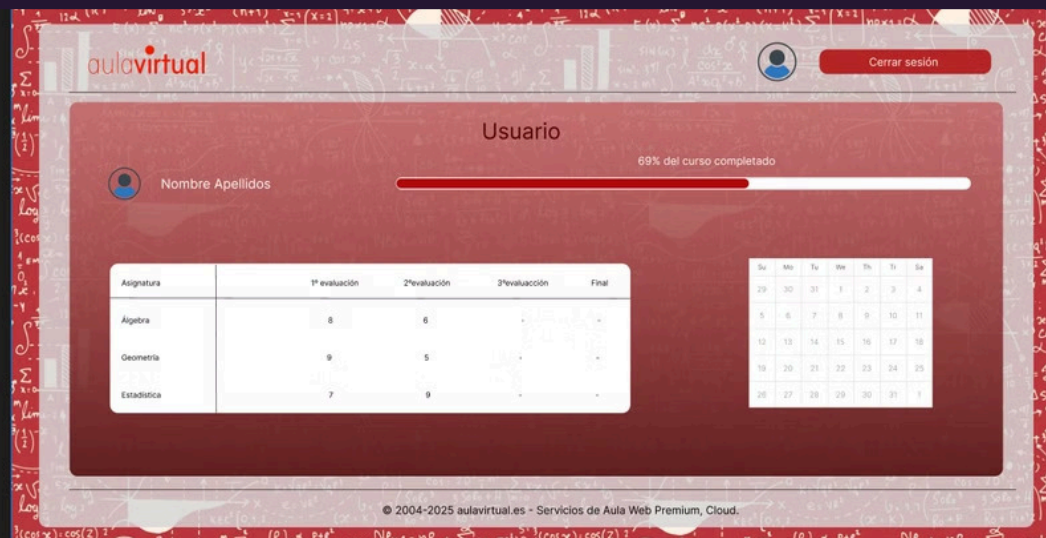 aulavirtual
Cerrar sesión
Usuario
69% del curso completado
Nombre Apellidos
Asignatura 1ª evaluación 2ªevaluación 3ªevaluacción Final
Álgebra 8 6 - -
Geometría 9 5 - -
Estadística 7 9 - -
Su Mo Tu We Th Fr Sa
29 30 31 1 2 3 4
5 6 7 8 9 10 11
12 13 14 15 16 17 18
19 20 21 22 23 24 25
26 27 28 29 30 31 1
© 2004-2025 aulavirtual.es - Servicios de Aula Web Premium, Cloud.